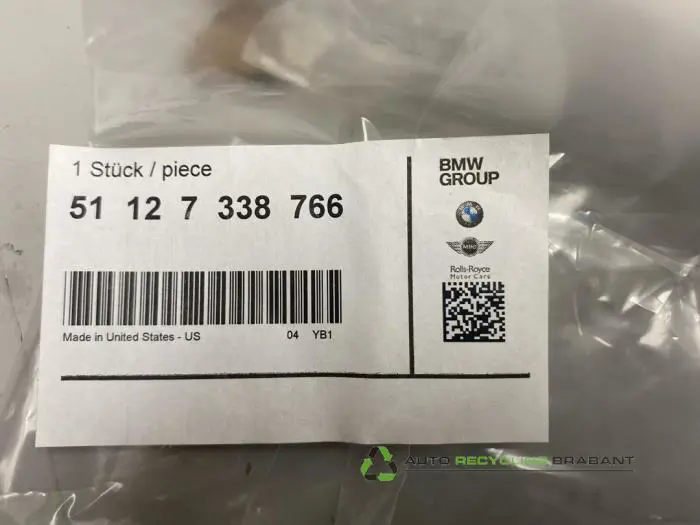 1 Stück / piece
51 12 7 338 766
Made in United States - US 04 YB1
BMW
GROUP
MINI
Rolls-Royce
Motor Cars
AUTO RECYCLING BRABANT